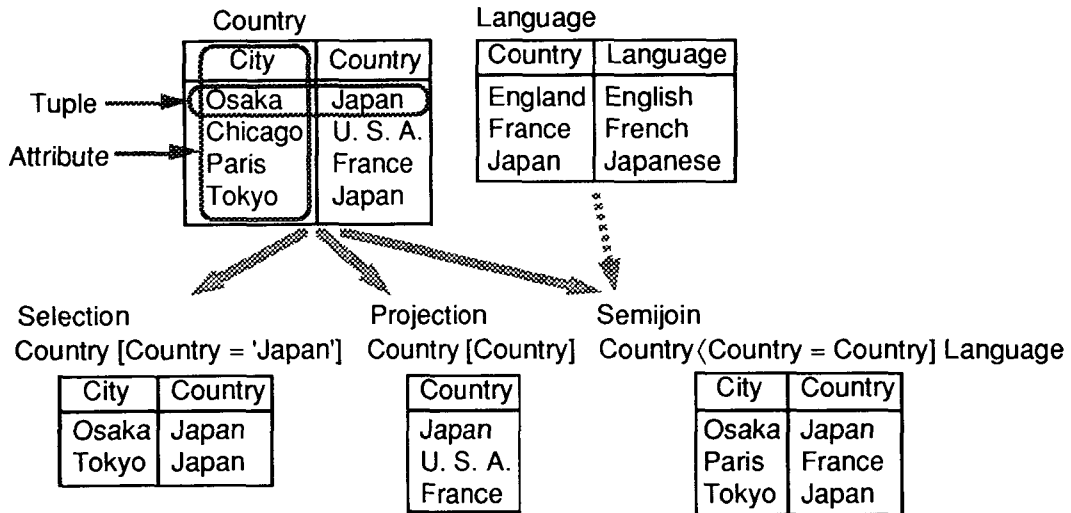 Country
City Country
Osaka Japan
Chicago U. S. A.
Paris France
Tokyo Japan
Tuple
Attribute
Language
Country Language
England English
France French
Japan Japanese
Selection
Country [Country = 'Japan']
City Country
Osaka Japan
Tokyo Japan
Projection
Country [Country]
Country
Japan
U. S. A.
France
Semijoin
Country⟨Country = Country] Language
City Country
Osaka Japan
Paris France
Tokyo Japan